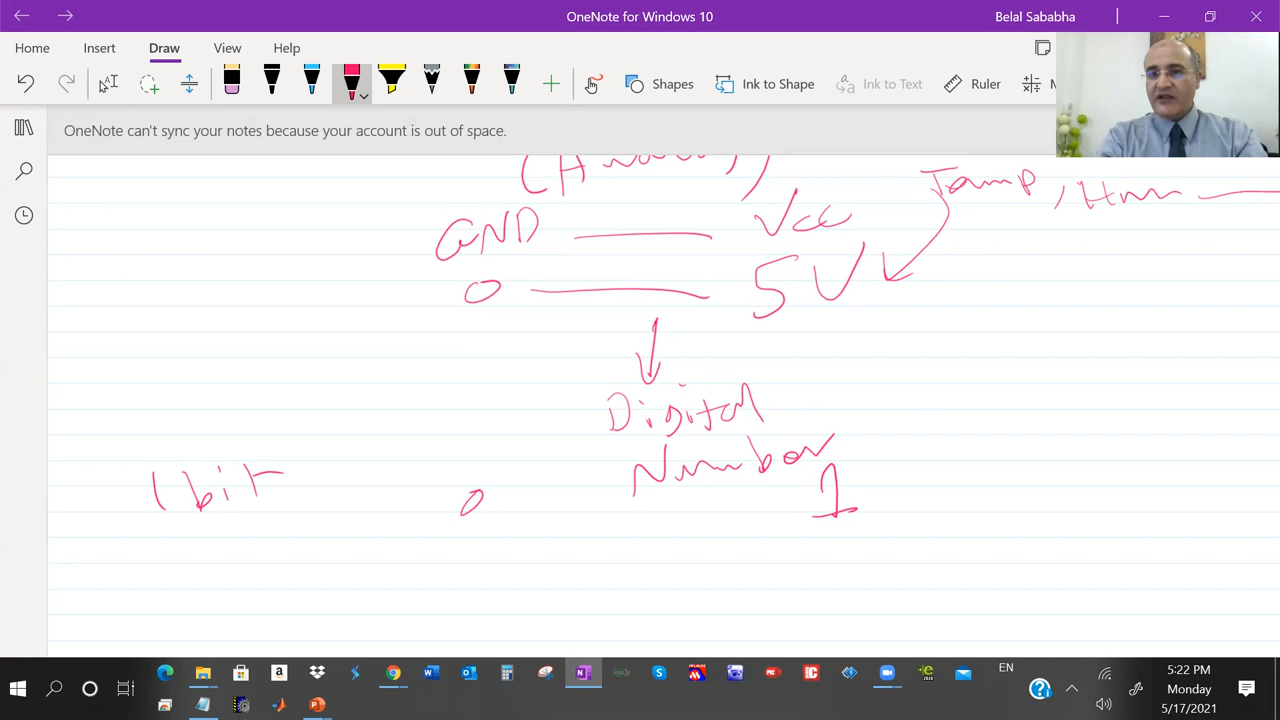 OneNote for Windows 10
Belal Sababha
Home Insert Draw View Help
Shapes Ink to Shape Ink to Text Ruler M
OneNote can't sync your notes because your account is out of space.
Temp, Hum
GND Vcc
0 5V
Digital
Number
1 bit 0 1
EN
5:22 PM
Monday
5/17/2021